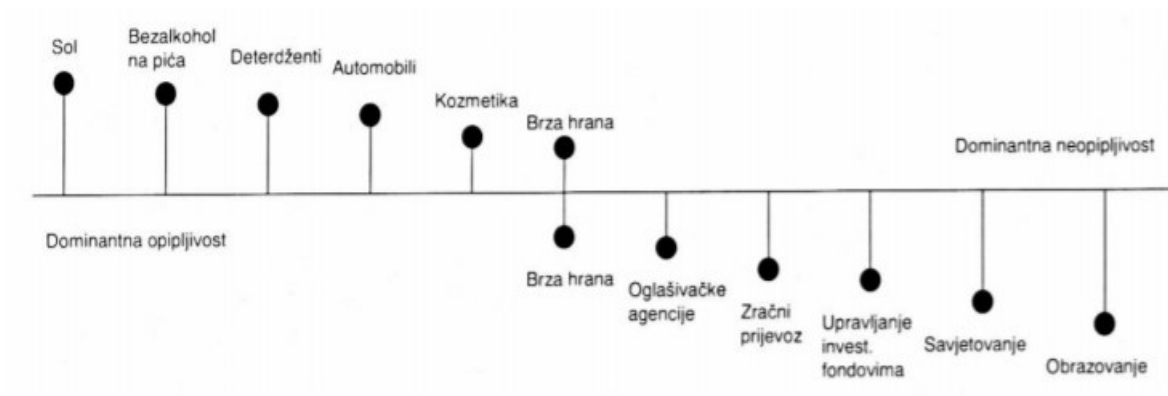 Sol
Bezalkohol
na pića
Deterdženti
Automobili
Kozmetika
Brza hrana
Dominantna neopipljivost
Dominantna opipljivost
Brza hrana
Oglašivačke
agencije
Zračni
prijevoz
Upravljanje
invest.
fondovima
Savjetovanje
Obrazovanje